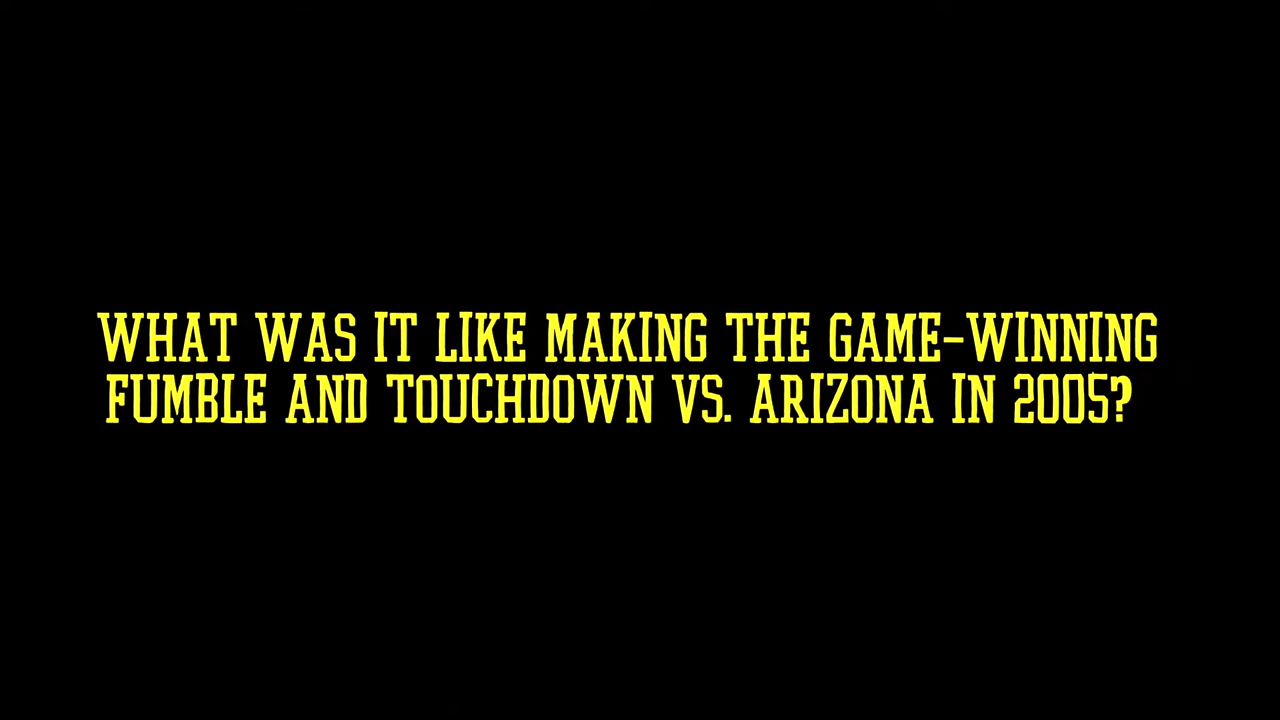 WHAT WAS IT LIKE MAKING THE GAME-WINNING
FUMBLE AND TOUCHDOWN VS. ARIZONA IN 2005?